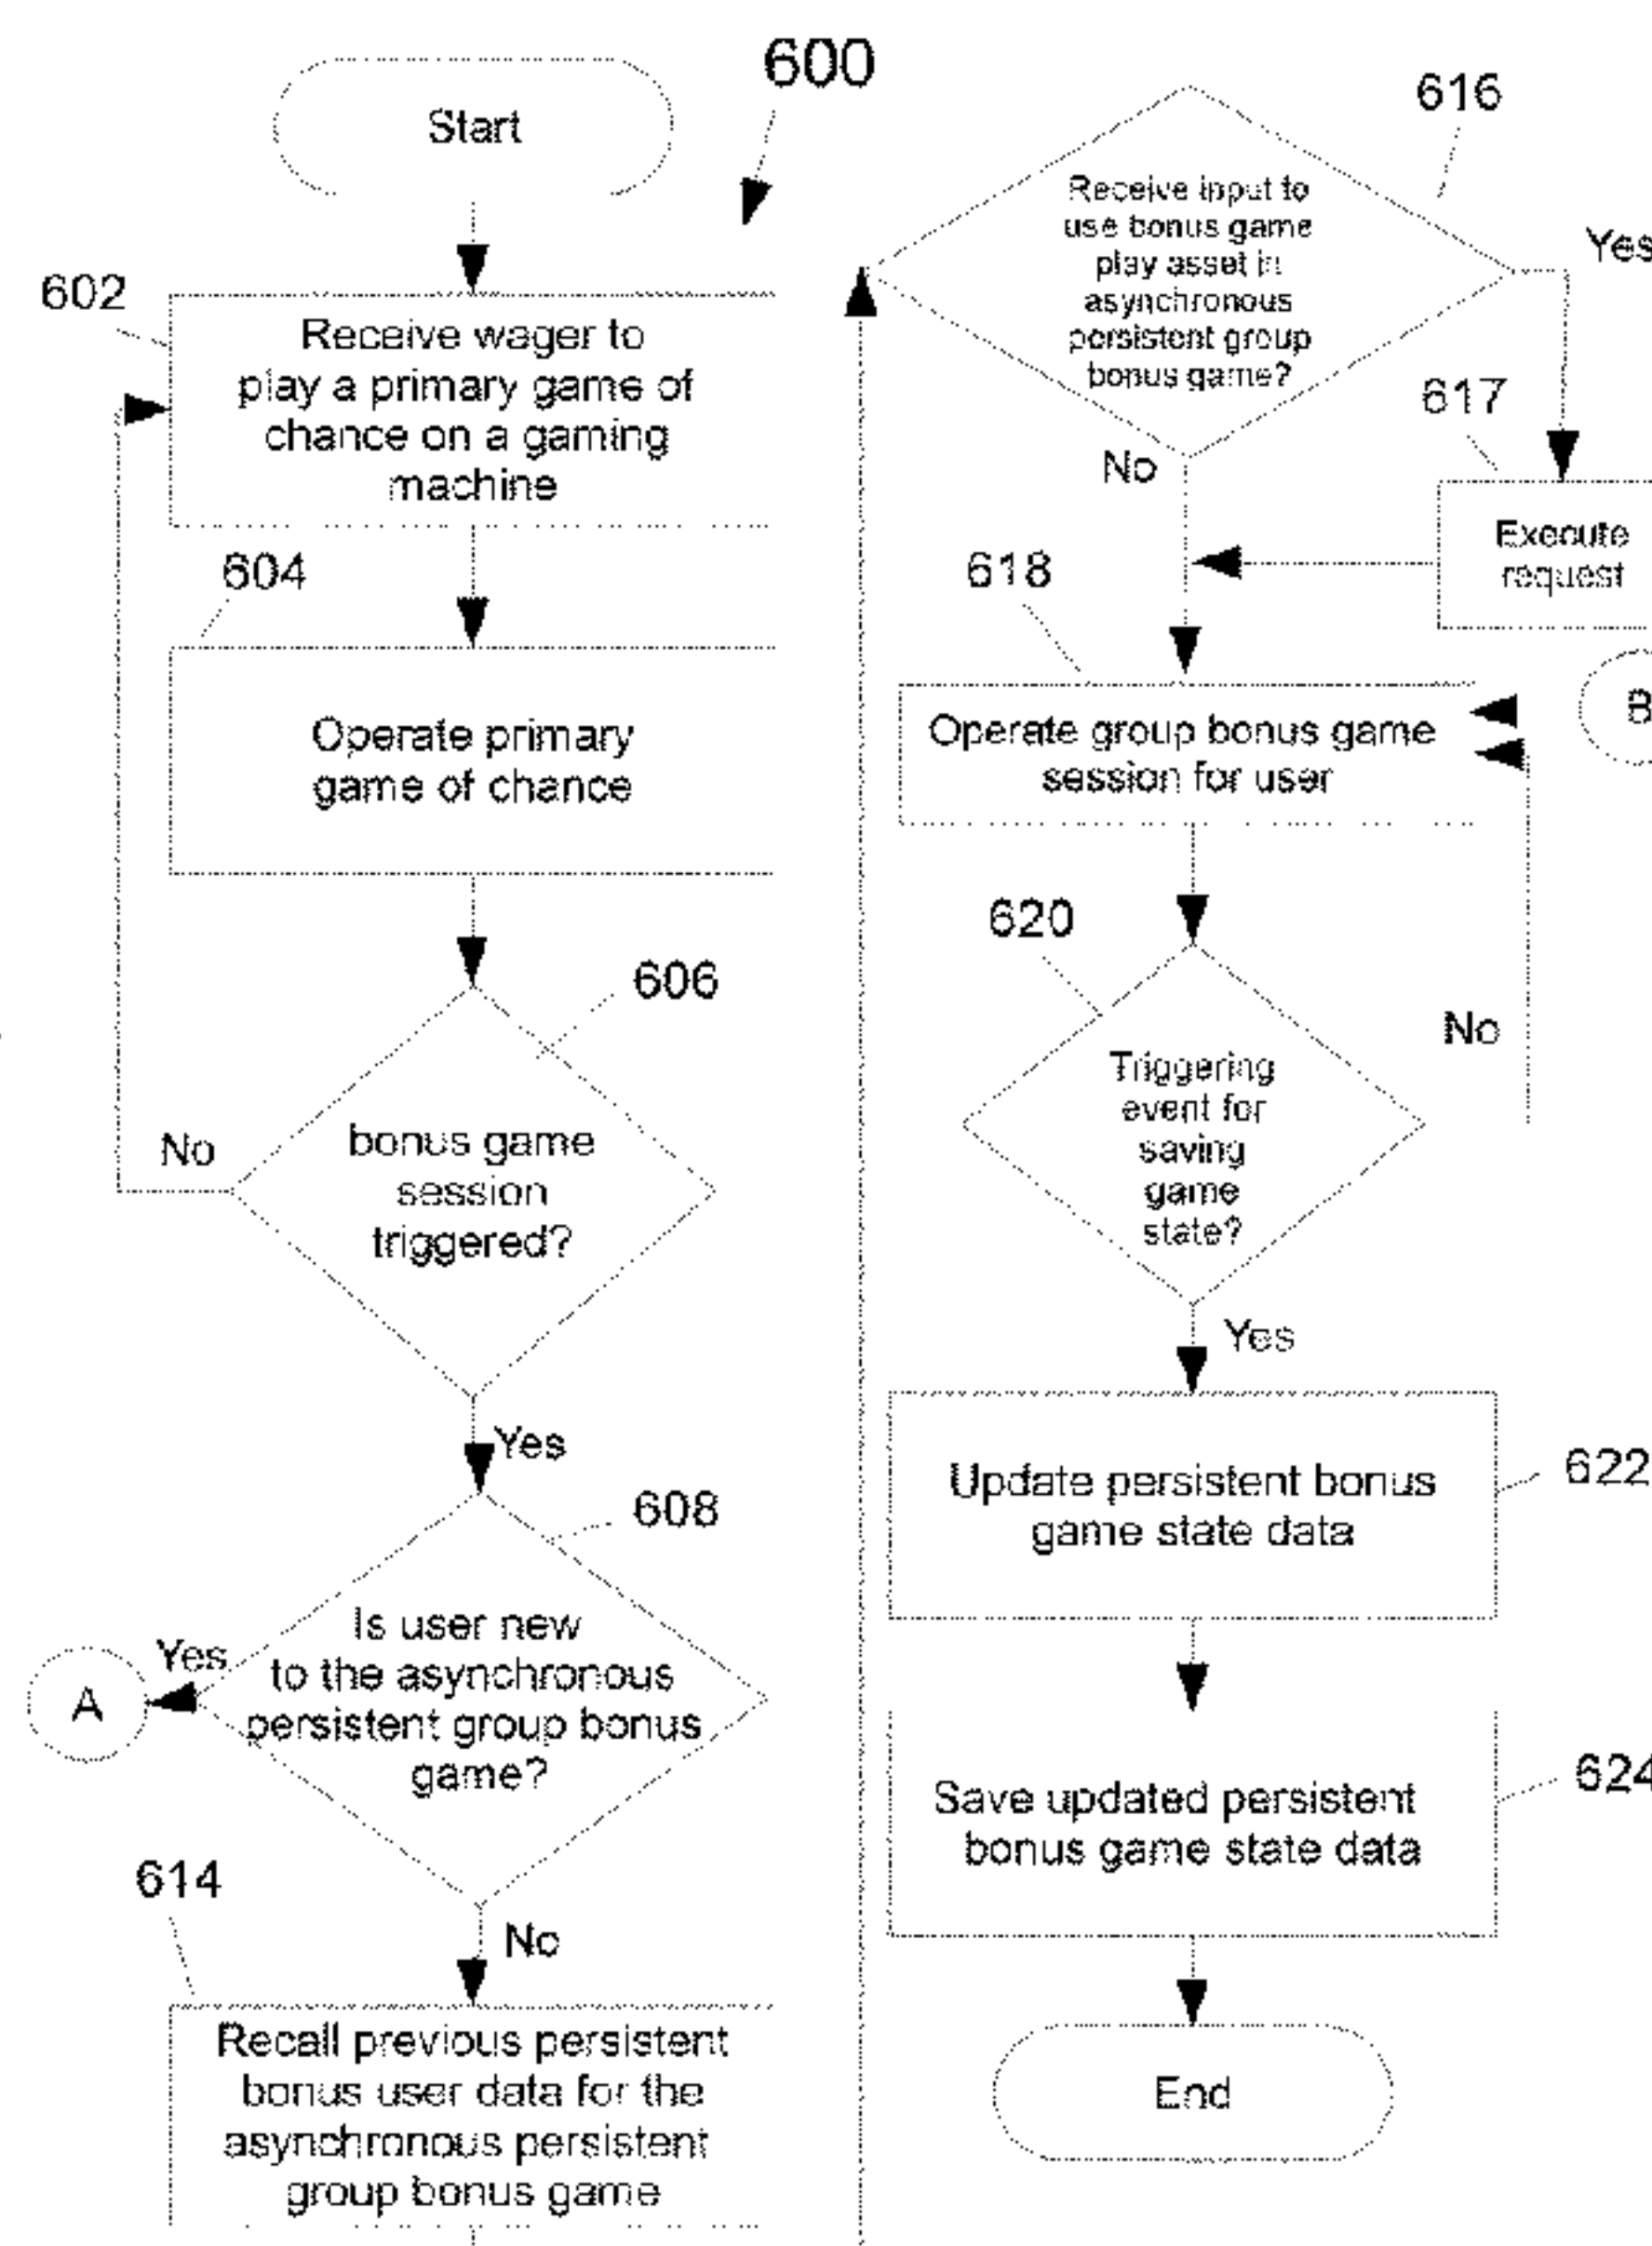 600
Start
602
Receive wager to
play a primary game of
chance on a gaming
machine
604
Operate primary
game of chance
606
bonus game
session
triggered?
No
Yes
608
Is user new
to the asynchronous
persistent group bonus
game?
Yes
A
No
614
Recall previous persistent
bonus user data for the
asynchronous persistent
group bonus game
616
Receive input to
use bonus game
play asset in
asynchronous
persistent group
bonus game?
Yes
No
617
Execute
request
618
B
Operate group bonus game
session for user
620
Triggering
event for
saving
game
state?
No
Yes
622
Update persistent bonus
game state data
624
Save updated persistent
bonus game state data
End